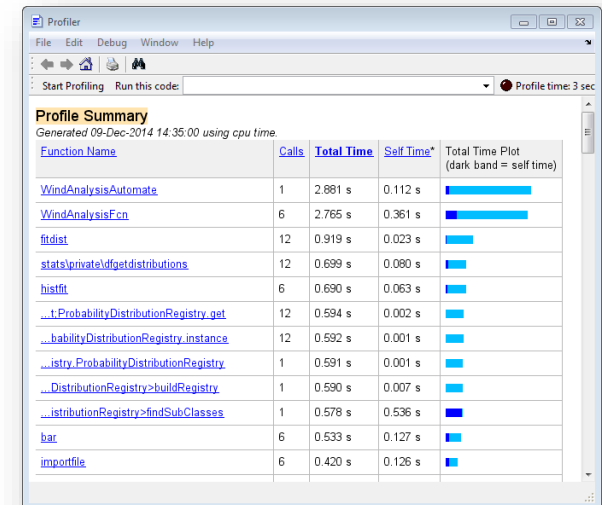 Profiler
File Edit Debug Window Help
Start Profiling Run this code: Profile time: 3 sec
Profile Summary
Generated 09-Dec-2014 14:35:00 using cpu time.
Function Name Calls Total Time Self Time* Total Time Plot
(dark band = self time)
WindAnalysisAutomate 1 2.881 s 0.112 s
WindAnalysisFcn 6 2.765 s 0.361 s
fitdist 12 0.919 s 0.023 s
stats\private\dfgetdistributions 12 0.699 s 0.080 s
histfit 6 0.690 s 0.063 s
...t;ProbabilityDistributionRegistry.get 12 0.594 s 0.002 s
...babilityDistributionRegistry.instance 12 0.592 s 0.001 s
...istry.ProbabilityDistributionRegistry 1 0.591 s 0.001 s
...DistributionRegistry>buildRegistry 1 0.590 s 0.007 s
...istributionRegistry>findSubClasses 1 0.578 s 0.536 s
bar 6 0.533 s 0.127 s
importfile 6 0.420 s 0.126 s